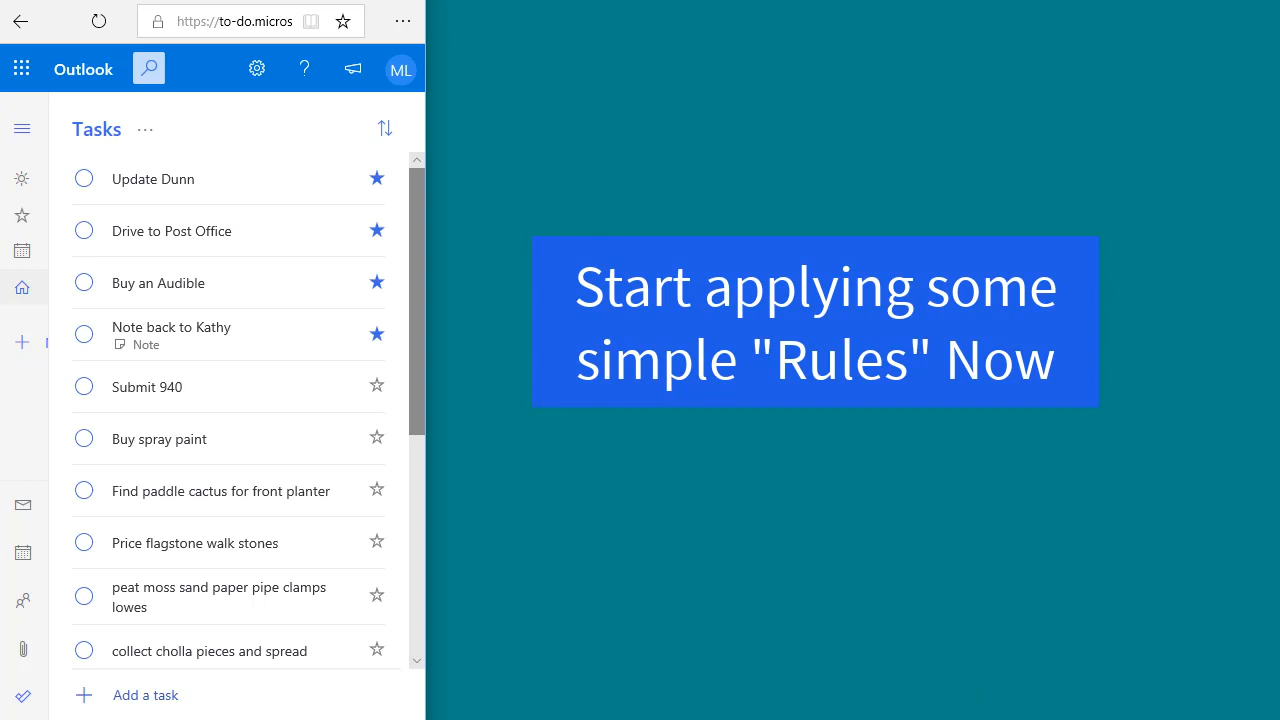 https://to-do.micros
Outlook
ML
Tasks
Update Dunn
Drive to Post Office
Buy an Audible
Note back to Kathy
Note
Submit 940
Buy spray paint
Find paddle cactus for front planter
Price flagstone walk stones
peat moss sand paper pipe clamps
lowes
collect cholla pieces and spread
Add a task
Start applying some
simple "Rules" Now